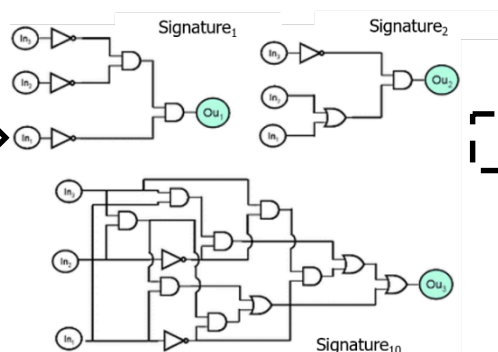 Signature₁
In₃
In₂
In₁
Ou₁
Signature₂
In₃
In₂
In₁
Ou₂
In₃
In₂
In₁
Ou₃
Signature₁₀